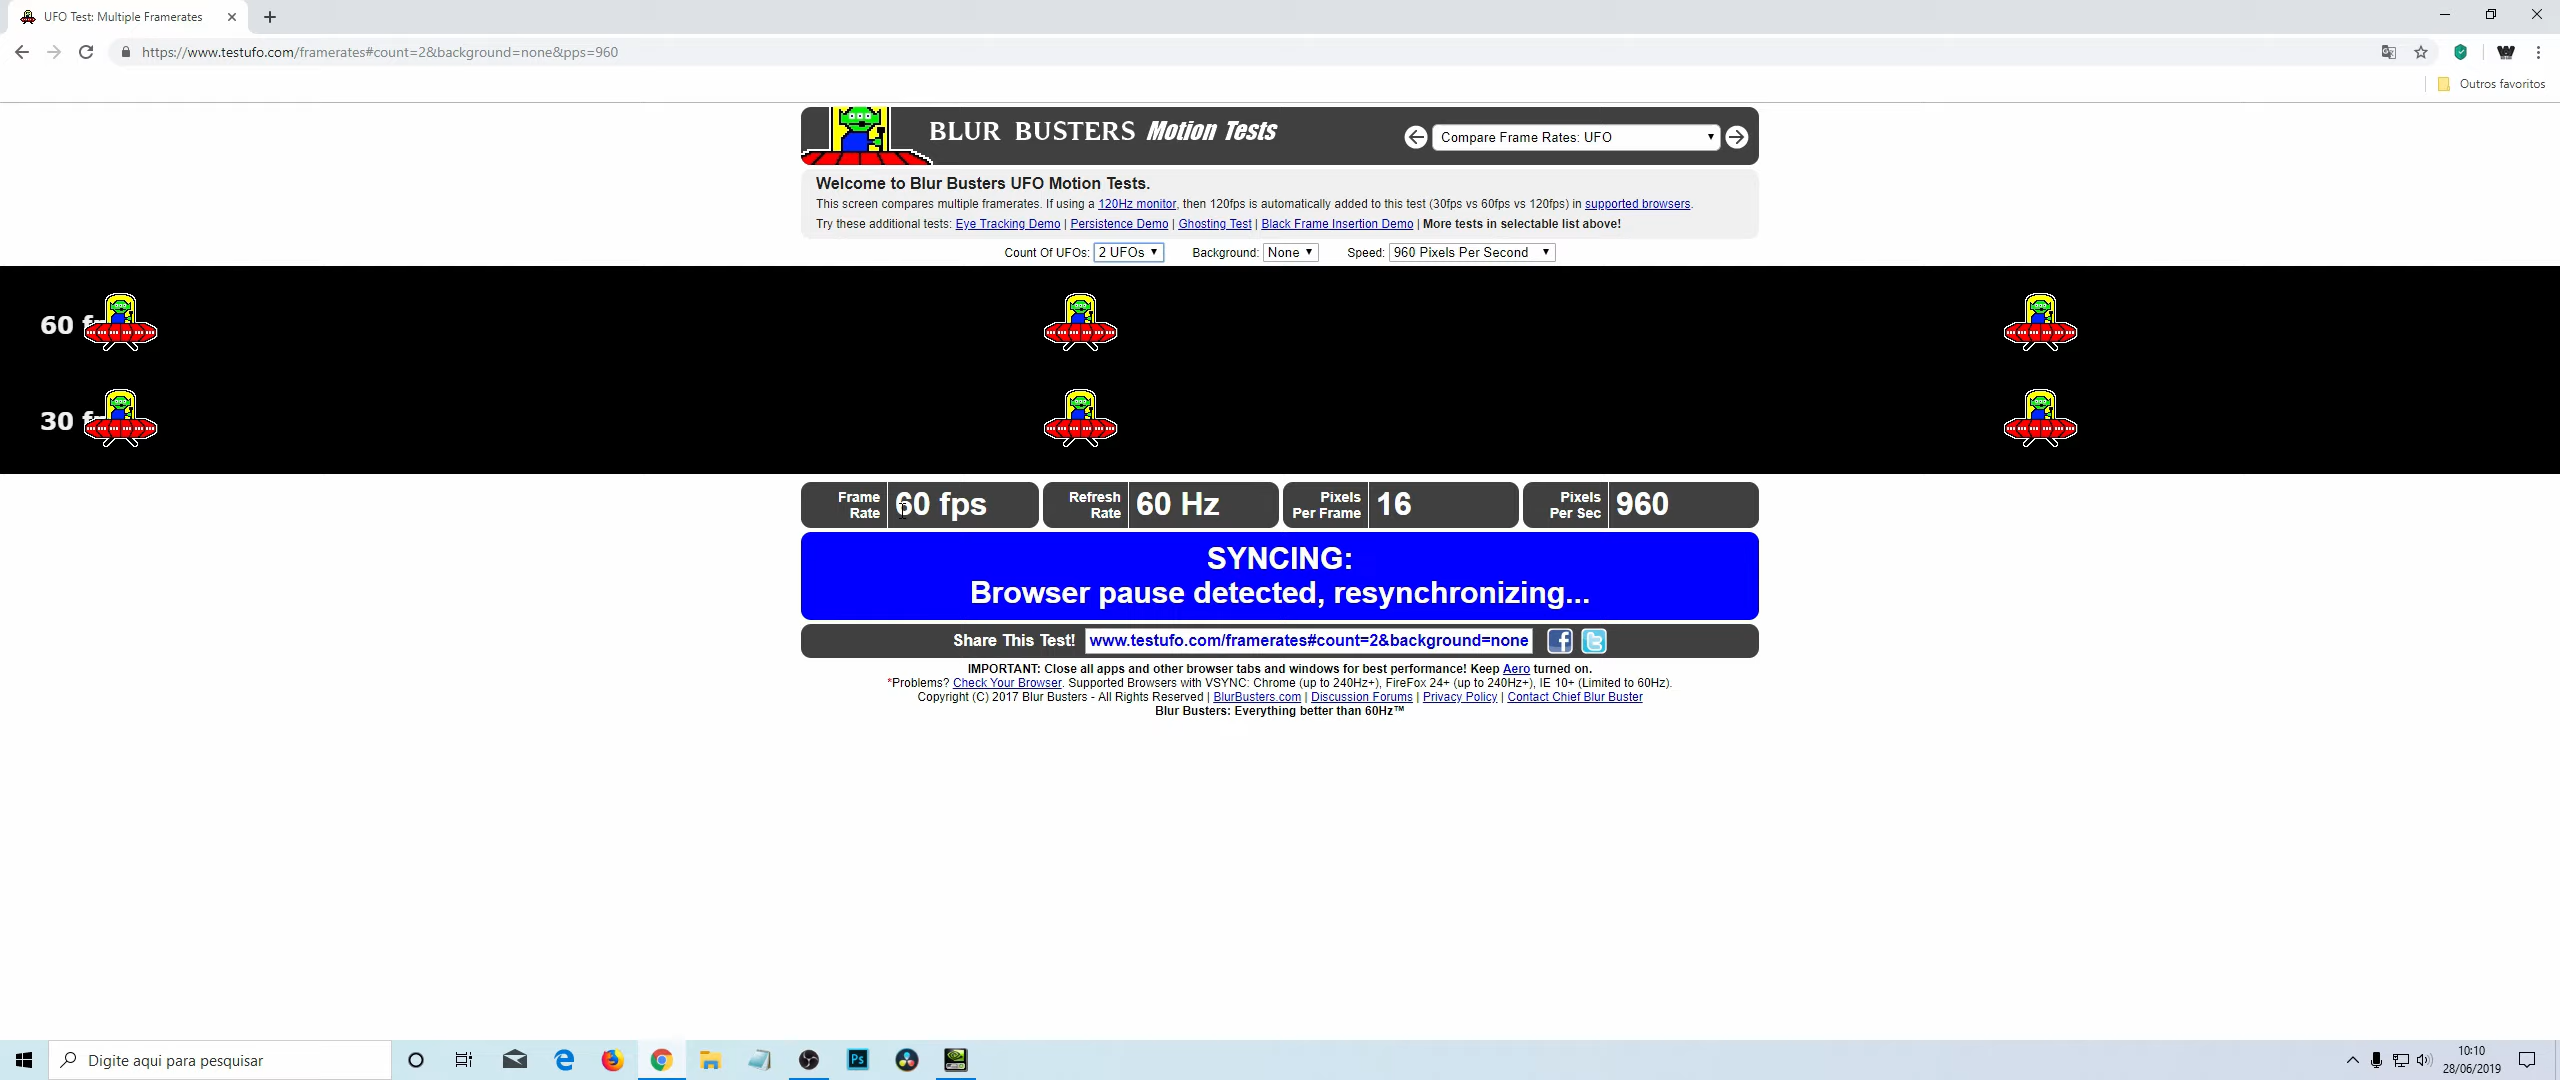 UFO Test: Multiple Framerates
https://www.testufo.com/framerates#count=2&background=none&pps=960
Outros favoritos
BLUR BUSTERS Motion Tests
Compare Frame Rates: UFO
Welcome to Blur Busters UFO Motion Tests.
This screen compares multiple framerates. If using a 120Hz monitor, then 120fps is automatically added to this test (30fps vs 60fps vs 120fps) in supported browsers.
Try these additional tests: Eye Tracking Demo | Persistence Demo | Ghosting Test | Black Frame Insertion Demo | More tests in selectable list above!
Count Of UFOs: 2 UFOs Background: None Speed: 960 Pixels Per Second
60 f
30 f
Frame Rate 60 fps Refresh Rate 60 Hz Pixels Per Frame 16 Pixels Per Sec 960
SYNCING:
Browser pause detected, resynchronizing...
Share This Test! www.testufo.com/framerates#count=2&background=none
IMPORTANT: Close all apps and other browser tabs and windows for best performance! Keep Aero turned on.
*Problems? Check Your Browser. Supported Browsers with VSYNC: Chrome (up to 240Hz+), FireFox 24+ (up to 240Hz+), IE 10+ (Limited to 60Hz).
Copyright (C) 2017 Blur Busters - All Rights Reserved | BlurBusters.com | Discussion Forums | Privacy Policy | Contact Chief Blur Buster
Blur Busters: Everything better than 60Hz™
Digite aqui para pesquisar
Ps
10:10
28/06/2019